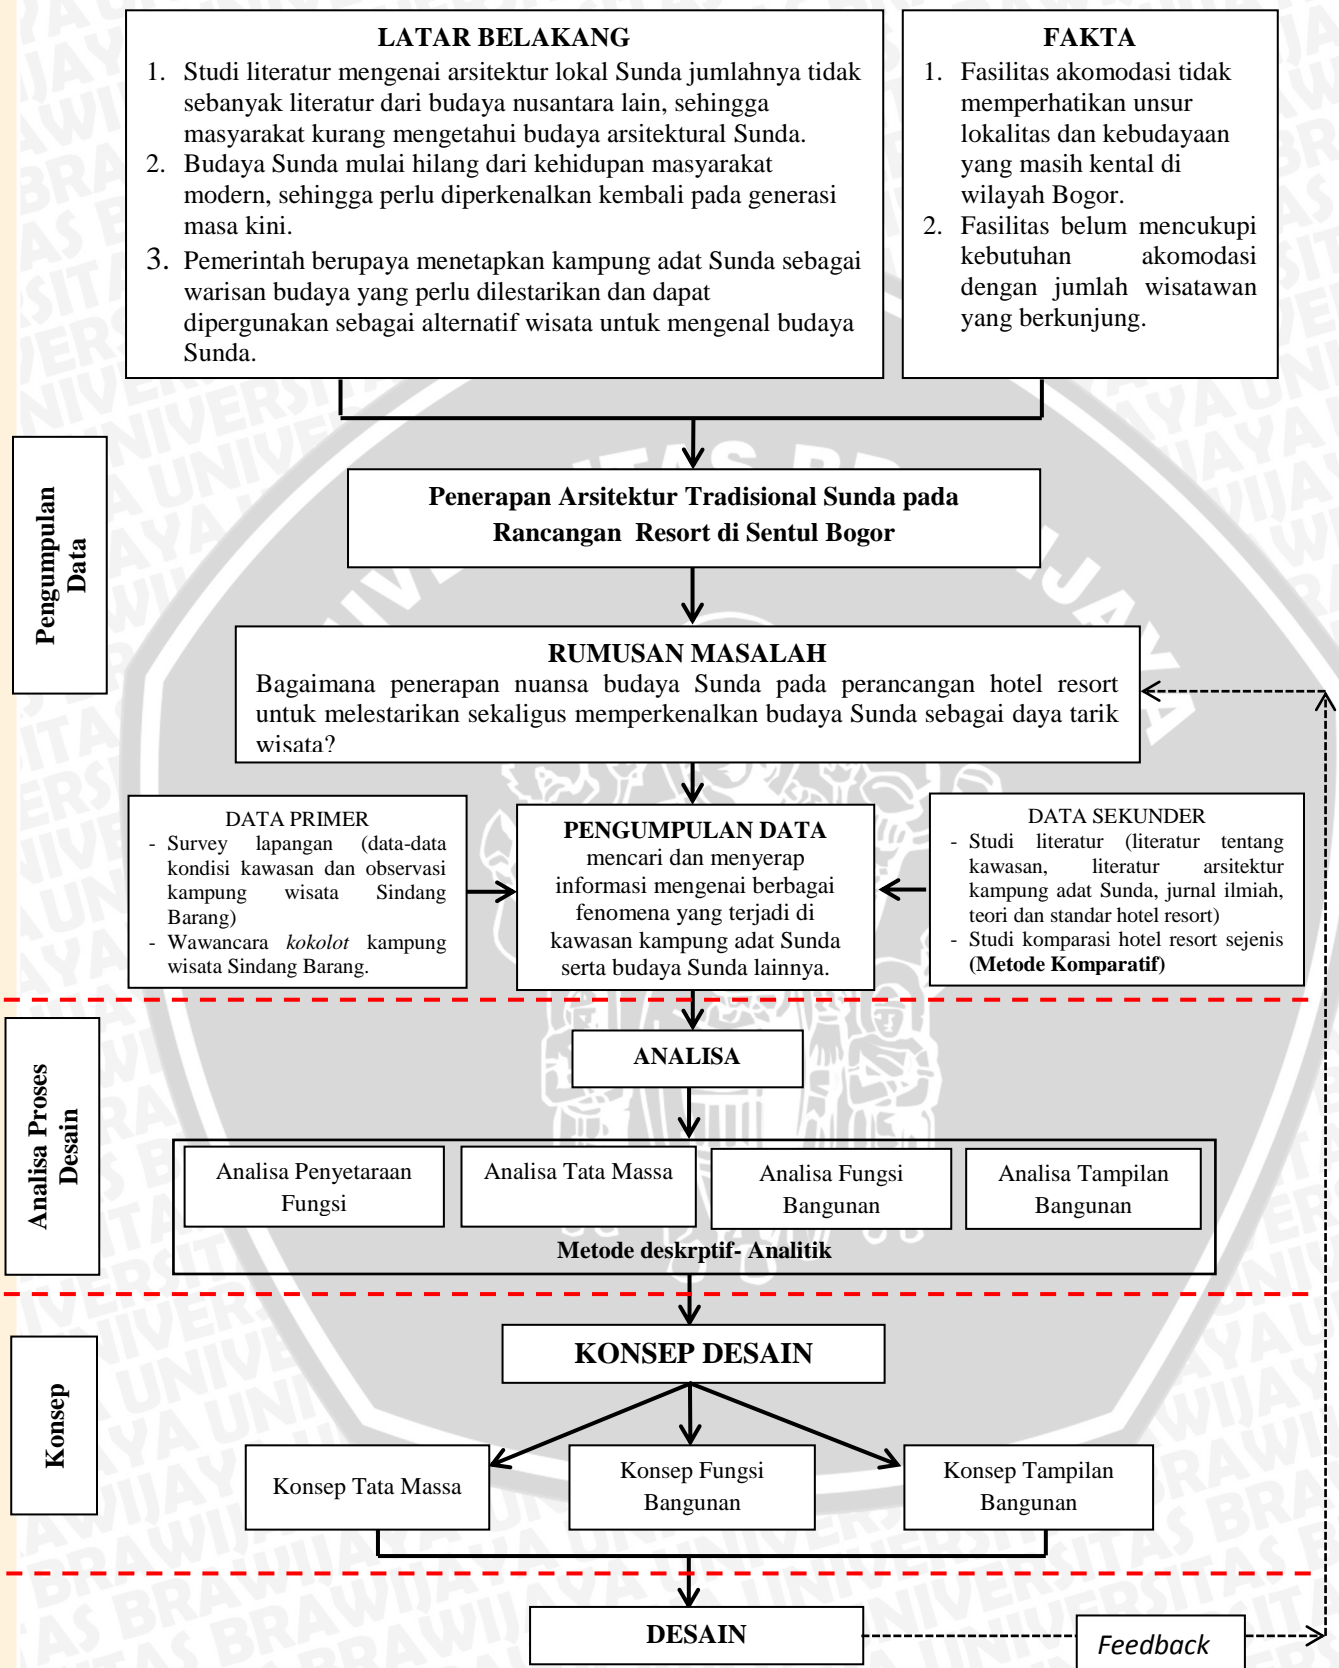 LATAR BELAKANG
1. Studi literatur mengenai arsitektur lokal Sunda jumlahnya tidak
sebanyak literatur dari budaya nusantara lain, sehingga
masyarakat kurang mengetahui budaya arsitektural Sunda.
2. Budaya Sunda mulai hilang dari kehidupan masyarakat
modern, sehingga perlu diperkenalkan kembali pada generasi
masa kini.
3. Pemerintah berupaya menetapkan kampung adat Sunda sebagai
warisan budaya yang perlu dilestarikan dan dapat
dipergunakan sebagai alternatif wisata untuk mengenal budaya
Sunda.
FAKTA
1. Fasilitas akomodasi tidak
memperhatikan unsur
lokalitas dan kebudayaan
yang masih kental di
wilayah Bogor.
2. Fasilitas belum mencukupi
kebutuhan akomodasi
dengan jumlah wisatawan
yang berkunjung.
Pengumpulan
Data
Penerapan Arsitektur Tradisional Sunda pada
Rancangan Resort di Sentul Bogor
RUMUSAN MASALAH
Bagaimana penerapan nuansa budaya Sunda pada perancangan hotel resort
untuk melestarikan sekaligus memperkenalkan budaya Sunda sebagai daya tarik
wisata?
DATA PRIMER
- Survey lapangan (data-data
kondisi kawasan dan observasi
kampung wisata Sindang
Barang)
- Wawancara kokolot kampung
wisata Sindang Barang.
PENGUMPULAN DATA
mencari dan menyerap
informasi mengenai berbagai
fenomena yang terjadi di
kawasan kampung adat Sunda
serta budaya Sunda lainnya.
DATA SEKUNDER
- Studi literatur (literatur tentang
kawasan, literatur arsitektur
kampung adat Sunda, jurnal ilmiah,
teori dan standar hotel resort)
- Studi komparasi hotel resort sejenis
(Metode Komparatif)
Analisa Proses
Desain
ANALISA
Analisa Penyetaraan
Fungsi
Analisa Tata Massa
Analisa Fungsi
Bangunan
Analisa Tampilan
Bangunan
Metode deskrptif- Analitik
Konsep
KONSEP DESAIN
Konsep Tata Massa
Konsep Fungsi
Bangunan
Konsep Tampilan
Bangunan
DESAIN
Feedback